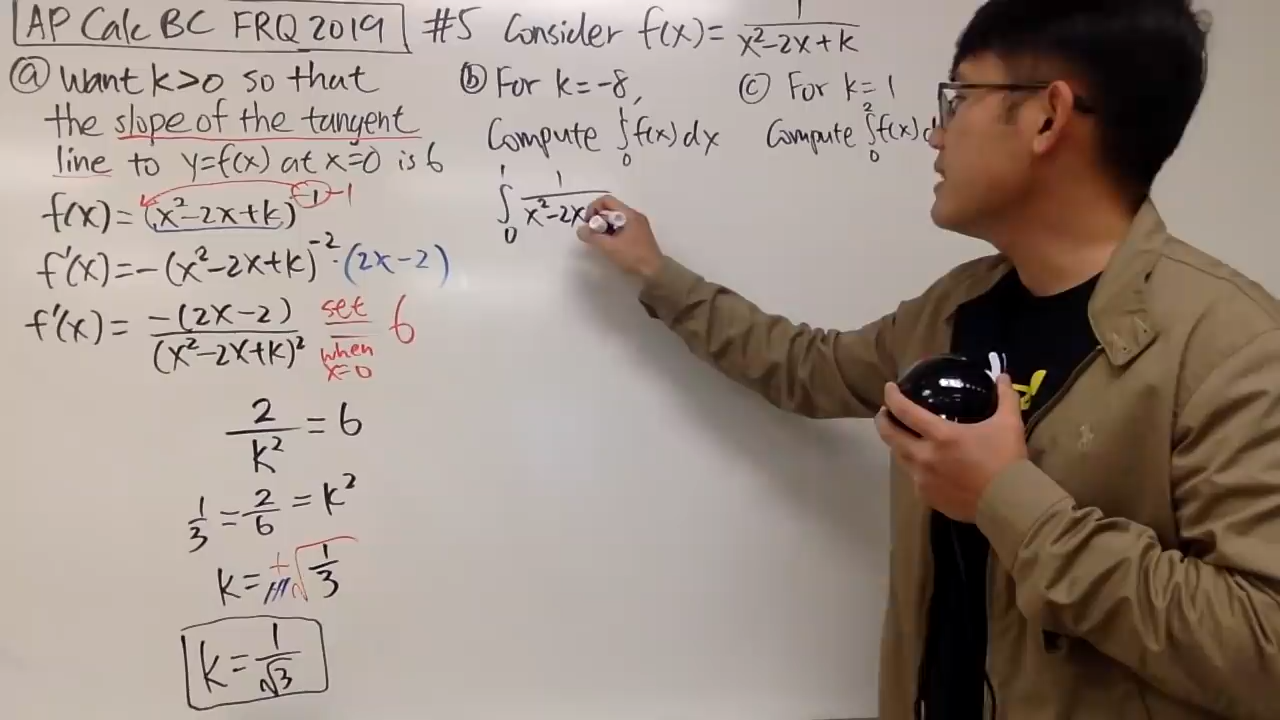 AP Calc BC FRQ 2019 #5 Consider f(x)= 1/(x²-2x+k)
(a) Want k>0 so that
the slope of the tangent
line to y=f(x) at x=0 is 6
f(x)= (x²-2x+k)⁻¹ -1
f'(x)=-(x²-2x+k)⁻²·(2x-2)
f'(x)= -(2x-2)/(x²-2x+k)² set = when x=0 6
2/k² = 6
1/3 = 2/6 = k²
k= +√(1/3)
k= 1/√3
(b) For k=-8,
Compute ∫₀¹ f(x) dx
∫₀¹ 1/(x²-2x
(c) For k=1
Compute ∫₀² f(x) d